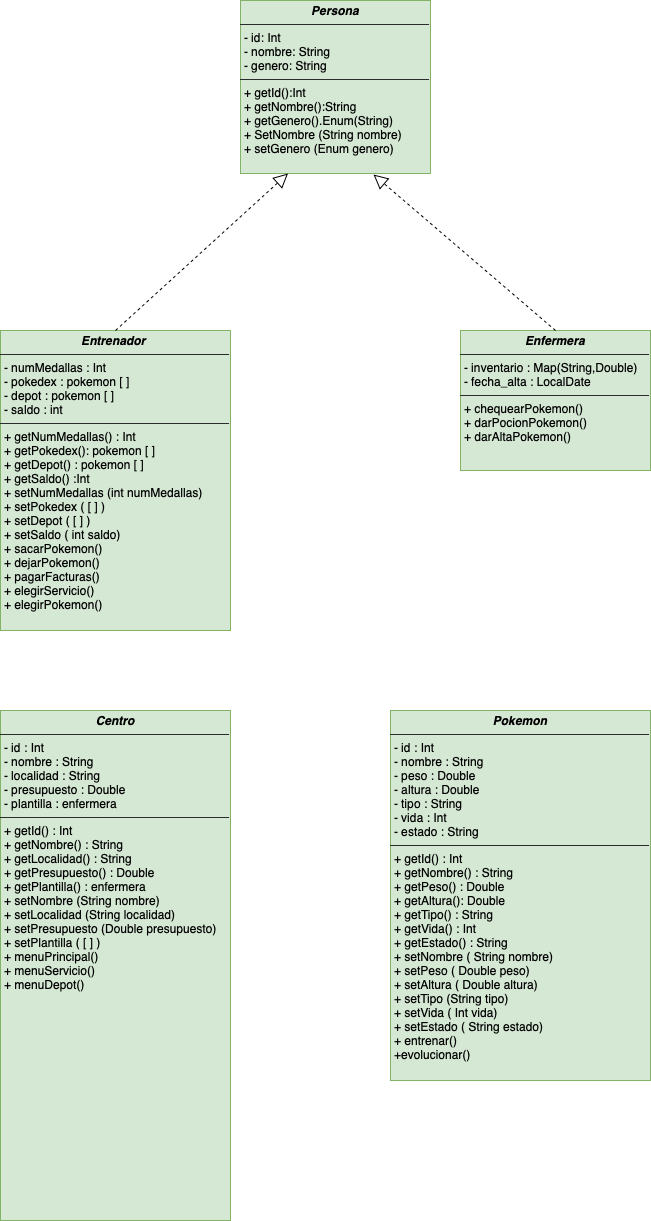 Persona
- id: Int
- nombre: String
- genero: String
+ getId():Int
+ getNombre():String
+ getGenero().Enum(String)
+ SetNombre (String nombre)
+ setGenero (Enum genero)
Entrenador
- numMedallas : Int
- pokedex : pokemon [ ]
- depot : pokemon [ ]
- saldo : int
+ getNumMedallas() : Int
+ getPokedex(): pokemon [ ]
+ getDepot() : pokemon [ ]
+ getSaldo() :Int
+ setNumMedallas (int numMedallas)
+ setPokedex ( [ ] )
+ setDepot ( [ ] )
+ setSaldo ( int saldo)
+ sacarPokemon()
+ dejarPokemon()
+ pagarFacturas()
+ elegirServicio()
+ elegirPokemon()
Enfermera
- inventario : Map(String,Double)
- fecha_alta : LocalDate
+ chequearPokemon()
+ darPocionPokemon()
+ darAltaPokemon()
Centro
- id : Int
- nombre : String
- localidad : String
- presupuesto : Double
- plantilla : enfermera
+ getId() : Int
+ getNombre() : String
+ getLocalidad() : String
+ getPresupuesto() : Double
+ getPlantilla() : enfermera
+ setNombre (String nombre)
+ setLocalidad (String localidad)
+ setPresupuesto (Double presupuesto)
+ setPlantilla ( [ ] )
+ menuPrincipal()
+ menuServicio()
+ menuDepot()
Pokemon
- id : Int
- nombre : String
- peso : Double
- altura : Double
- tipo : String
- vida : Int
- estado : String
+ getId() : Int
+ getNombre() : String
+ getPeso() : Double
+ getAltura(): Double
+ getTipo() : String
+ getVida() : Int
+ getEstado() : String
+ setNombre ( String nombre)
+ setPeso ( Double peso)
+ setAltura ( Double altura)
+ setTipo (String tipo)
+ setVida ( Int vida)
+ setEstado ( String estado)
+ entrenar()
+evolucionar()